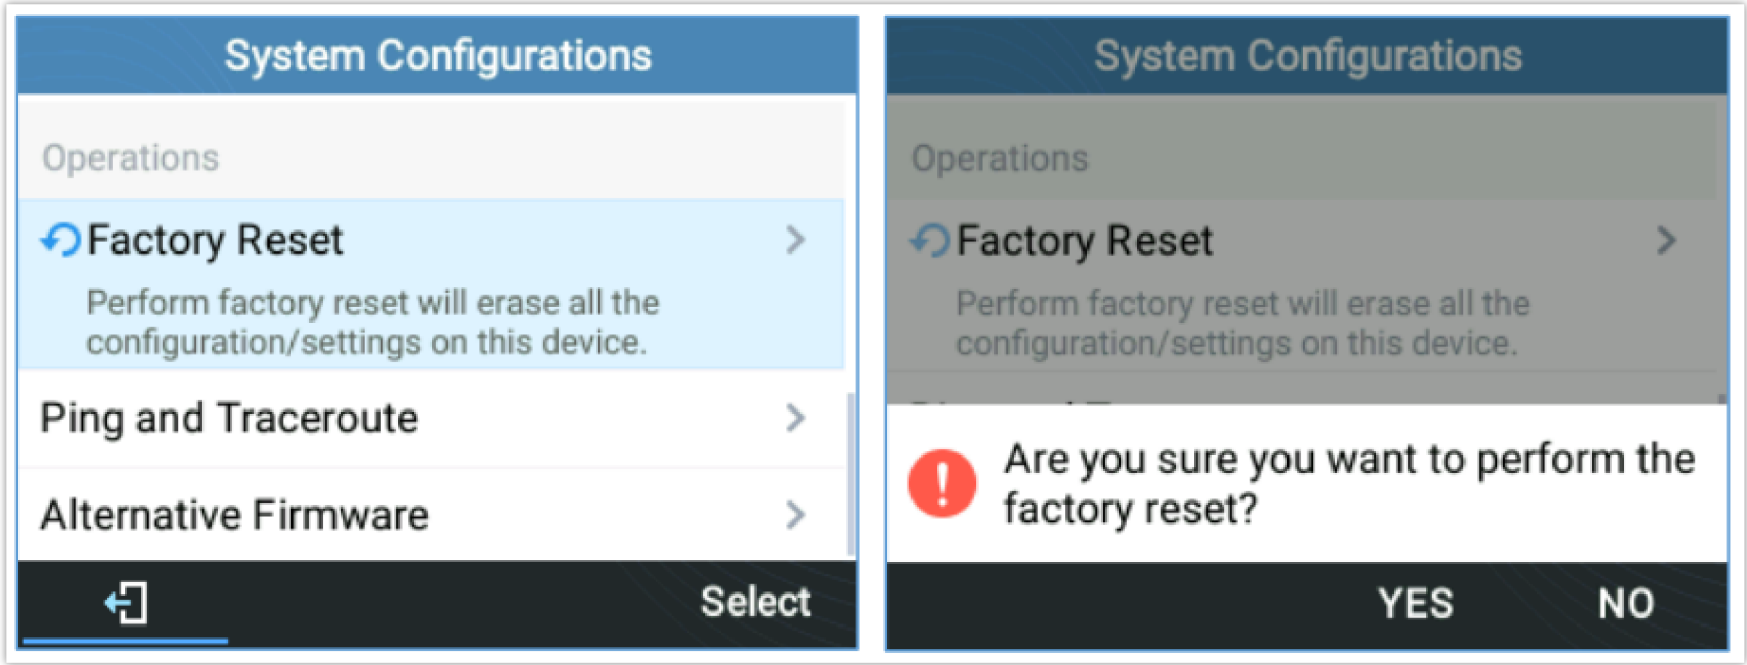 System Configurations
Operations
Factory Reset
Perform factory reset will erase all the
configuration/settings on this device.
Ping and Traceroute
Alternative Firmware
Select
System Configurations
Operations
Factory Reset
Perform factory reset will erase all the
configuration/settings on this device.
Are you sure you want to perform the
factory reset?
YES NO